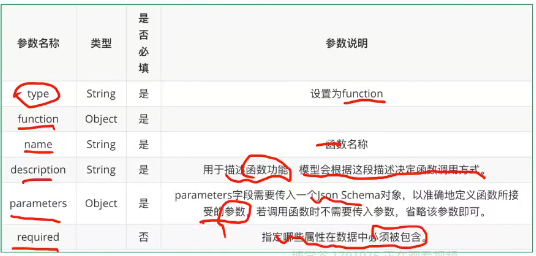 参数名称 类型 是否必填 参数说明
type String 是 设置为function
function Object 是
name String 是 函数名称
description String 是 用于描述函数功能，模型会根据这段描述决定函数调用方式。
parameters Object 是 parameters字段需要传入一个Json Schema对象，以准确地定义函数所接
受的参数。若调用函数时不需要传入参数，省略该参数即可。
required 否 指定哪些属性在数据中必须被包含。